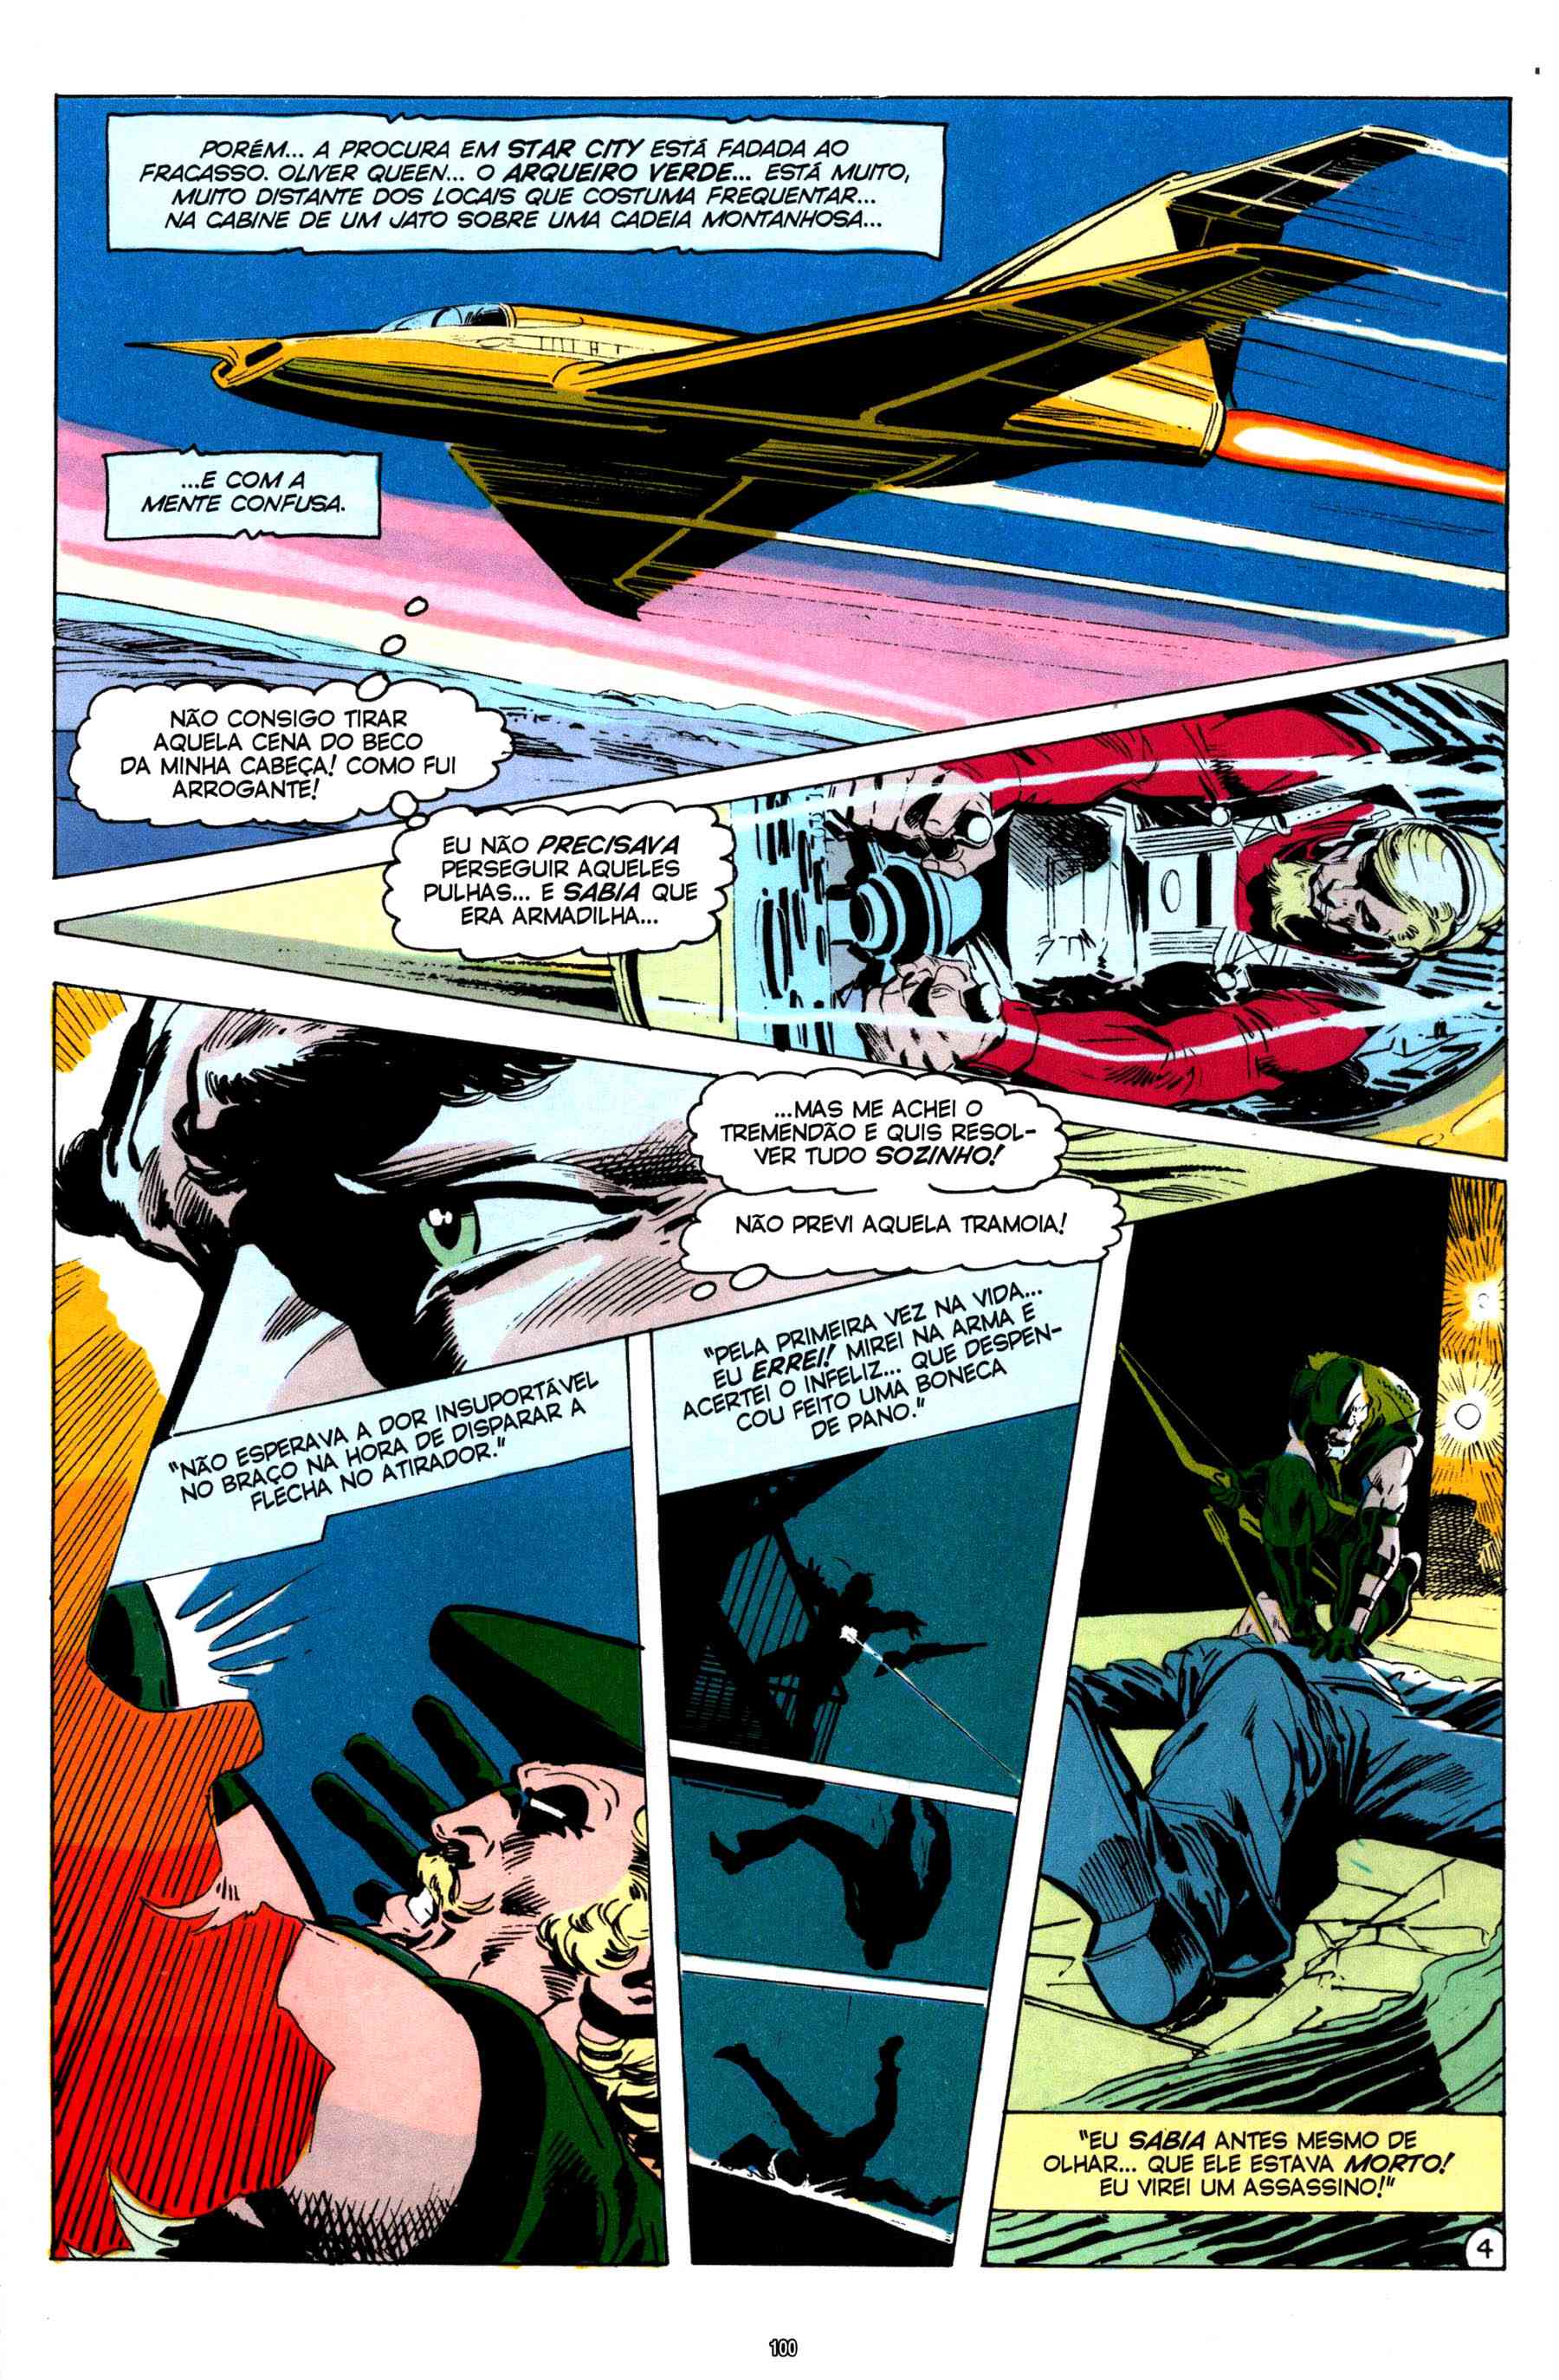 PORÉM... A PROCURA EM STAR CITY ESTÁ FADADA AO
FRACASSO. OLIVER QUEEN... O ARQUEIRO VERDE... ESTÁ MUITO,
MUITO DISTANTE DOS LOCAIS QUE COSTUMA FREQUENTAR...
NA CABINE DE UM JATO SOBRE UMA CADEIA MONTANHOSA...
...E COM A
MENTE CONFUSA.
NÃO CONSIGO TIRAR
AQUELA CENA DO BECO
DA MINHA CABEÇA! COMO FUI
ARROGANTE!
EU NÃO PRECISAVA
PERSEGUIR AQUELES
PULHAS... E SABIA QUE
ERA ARMADILHA...
...MAS ME ACHEI O
TREMENDÃO E QUIS RESOL-
VER TUDO SOZINHO!
NÃO PREVI AQUELA TRAMOIA!
"NÃO ESPERAVA A DOR INSUPORTÁVEL
NO BRAÇO NA HORA DE DISPARAR A
FLECHA NO ATIRADOR."
"PELA PRIMEIRA VEZ NA VIDA...
EU ERREI! MIREI NA ARMA E
ACERTEI O INFELIZ... QUE DESPEN-
COU FEITO UMA BONECA
DE PANO."
"EU SABIA ANTES MESMO DE
OLHAR... QUE ELE ESTAVA MORTO!
EU VIREI UM ASSASSINO!"
4
100